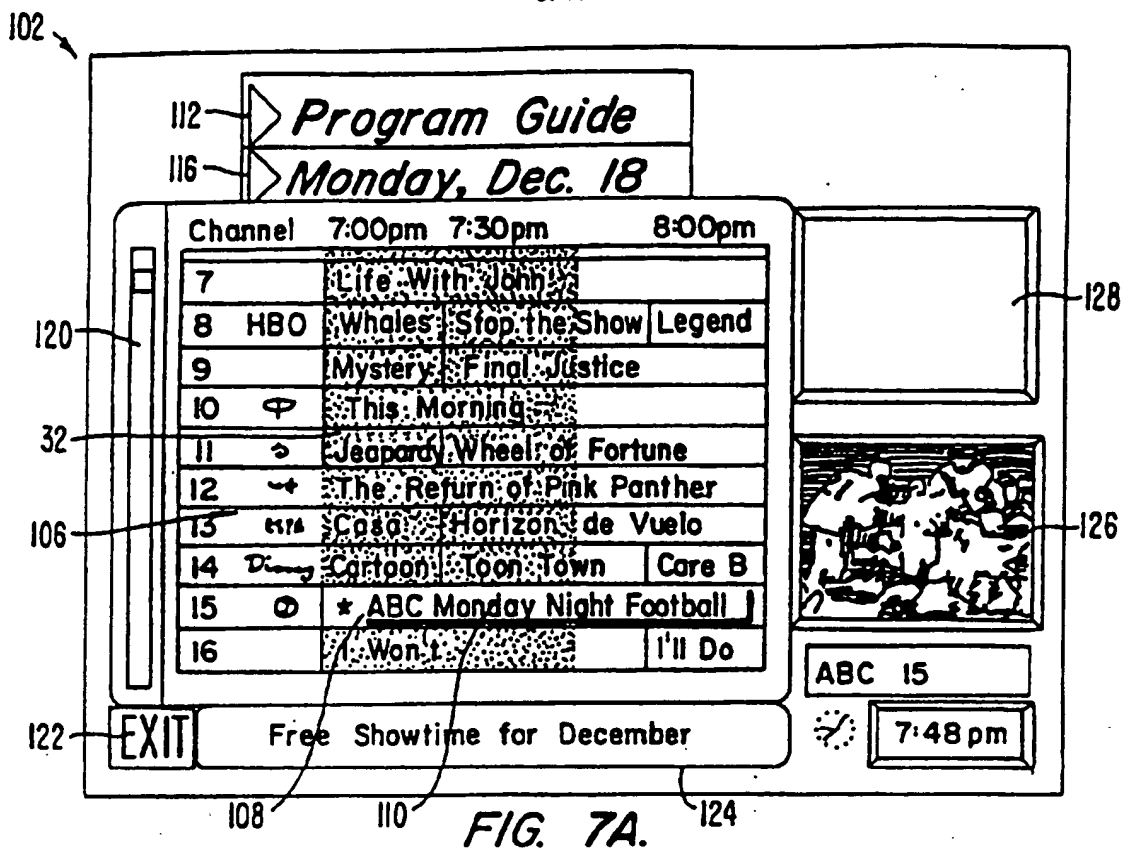 102
112 Program Guide
116 Monday, Dec. 18
Channel 7:00pm 7:30pm 8:00pm
7 Life With John
8 HBO Whales Stop the Show Legend
128
120
9 Mystery Final Justice
10 This Morning
32
11 Jeopardy Wheel of Fortune
12 The Return of Pink Panther
13 Casa Horizon de Vuelo
106
126
14 Disney Cartoon Toon Town Care B
15 * ABC Monday Night Football
16 I Won't I'll Do
ABC 15
122 EXIT Free Showtime for December
7:48pm
108 110 124
FIG. 7A.